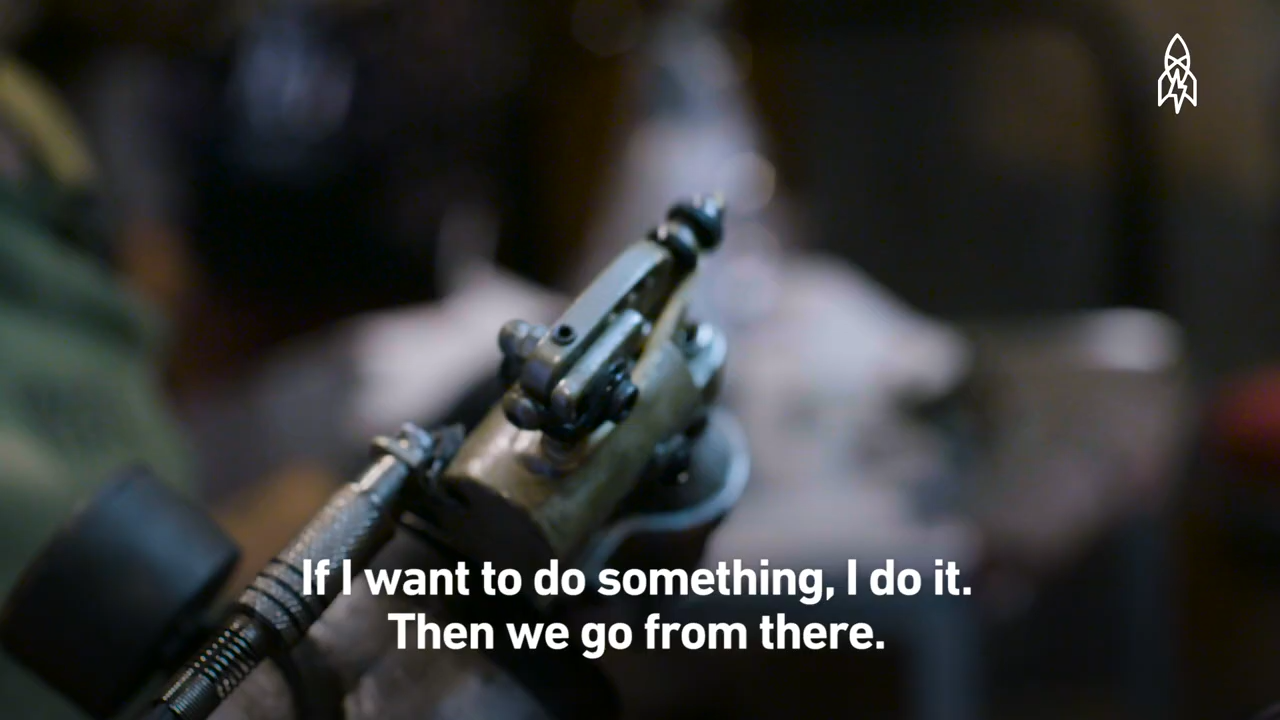 If I want to do something, I do it.
Then we go from there.